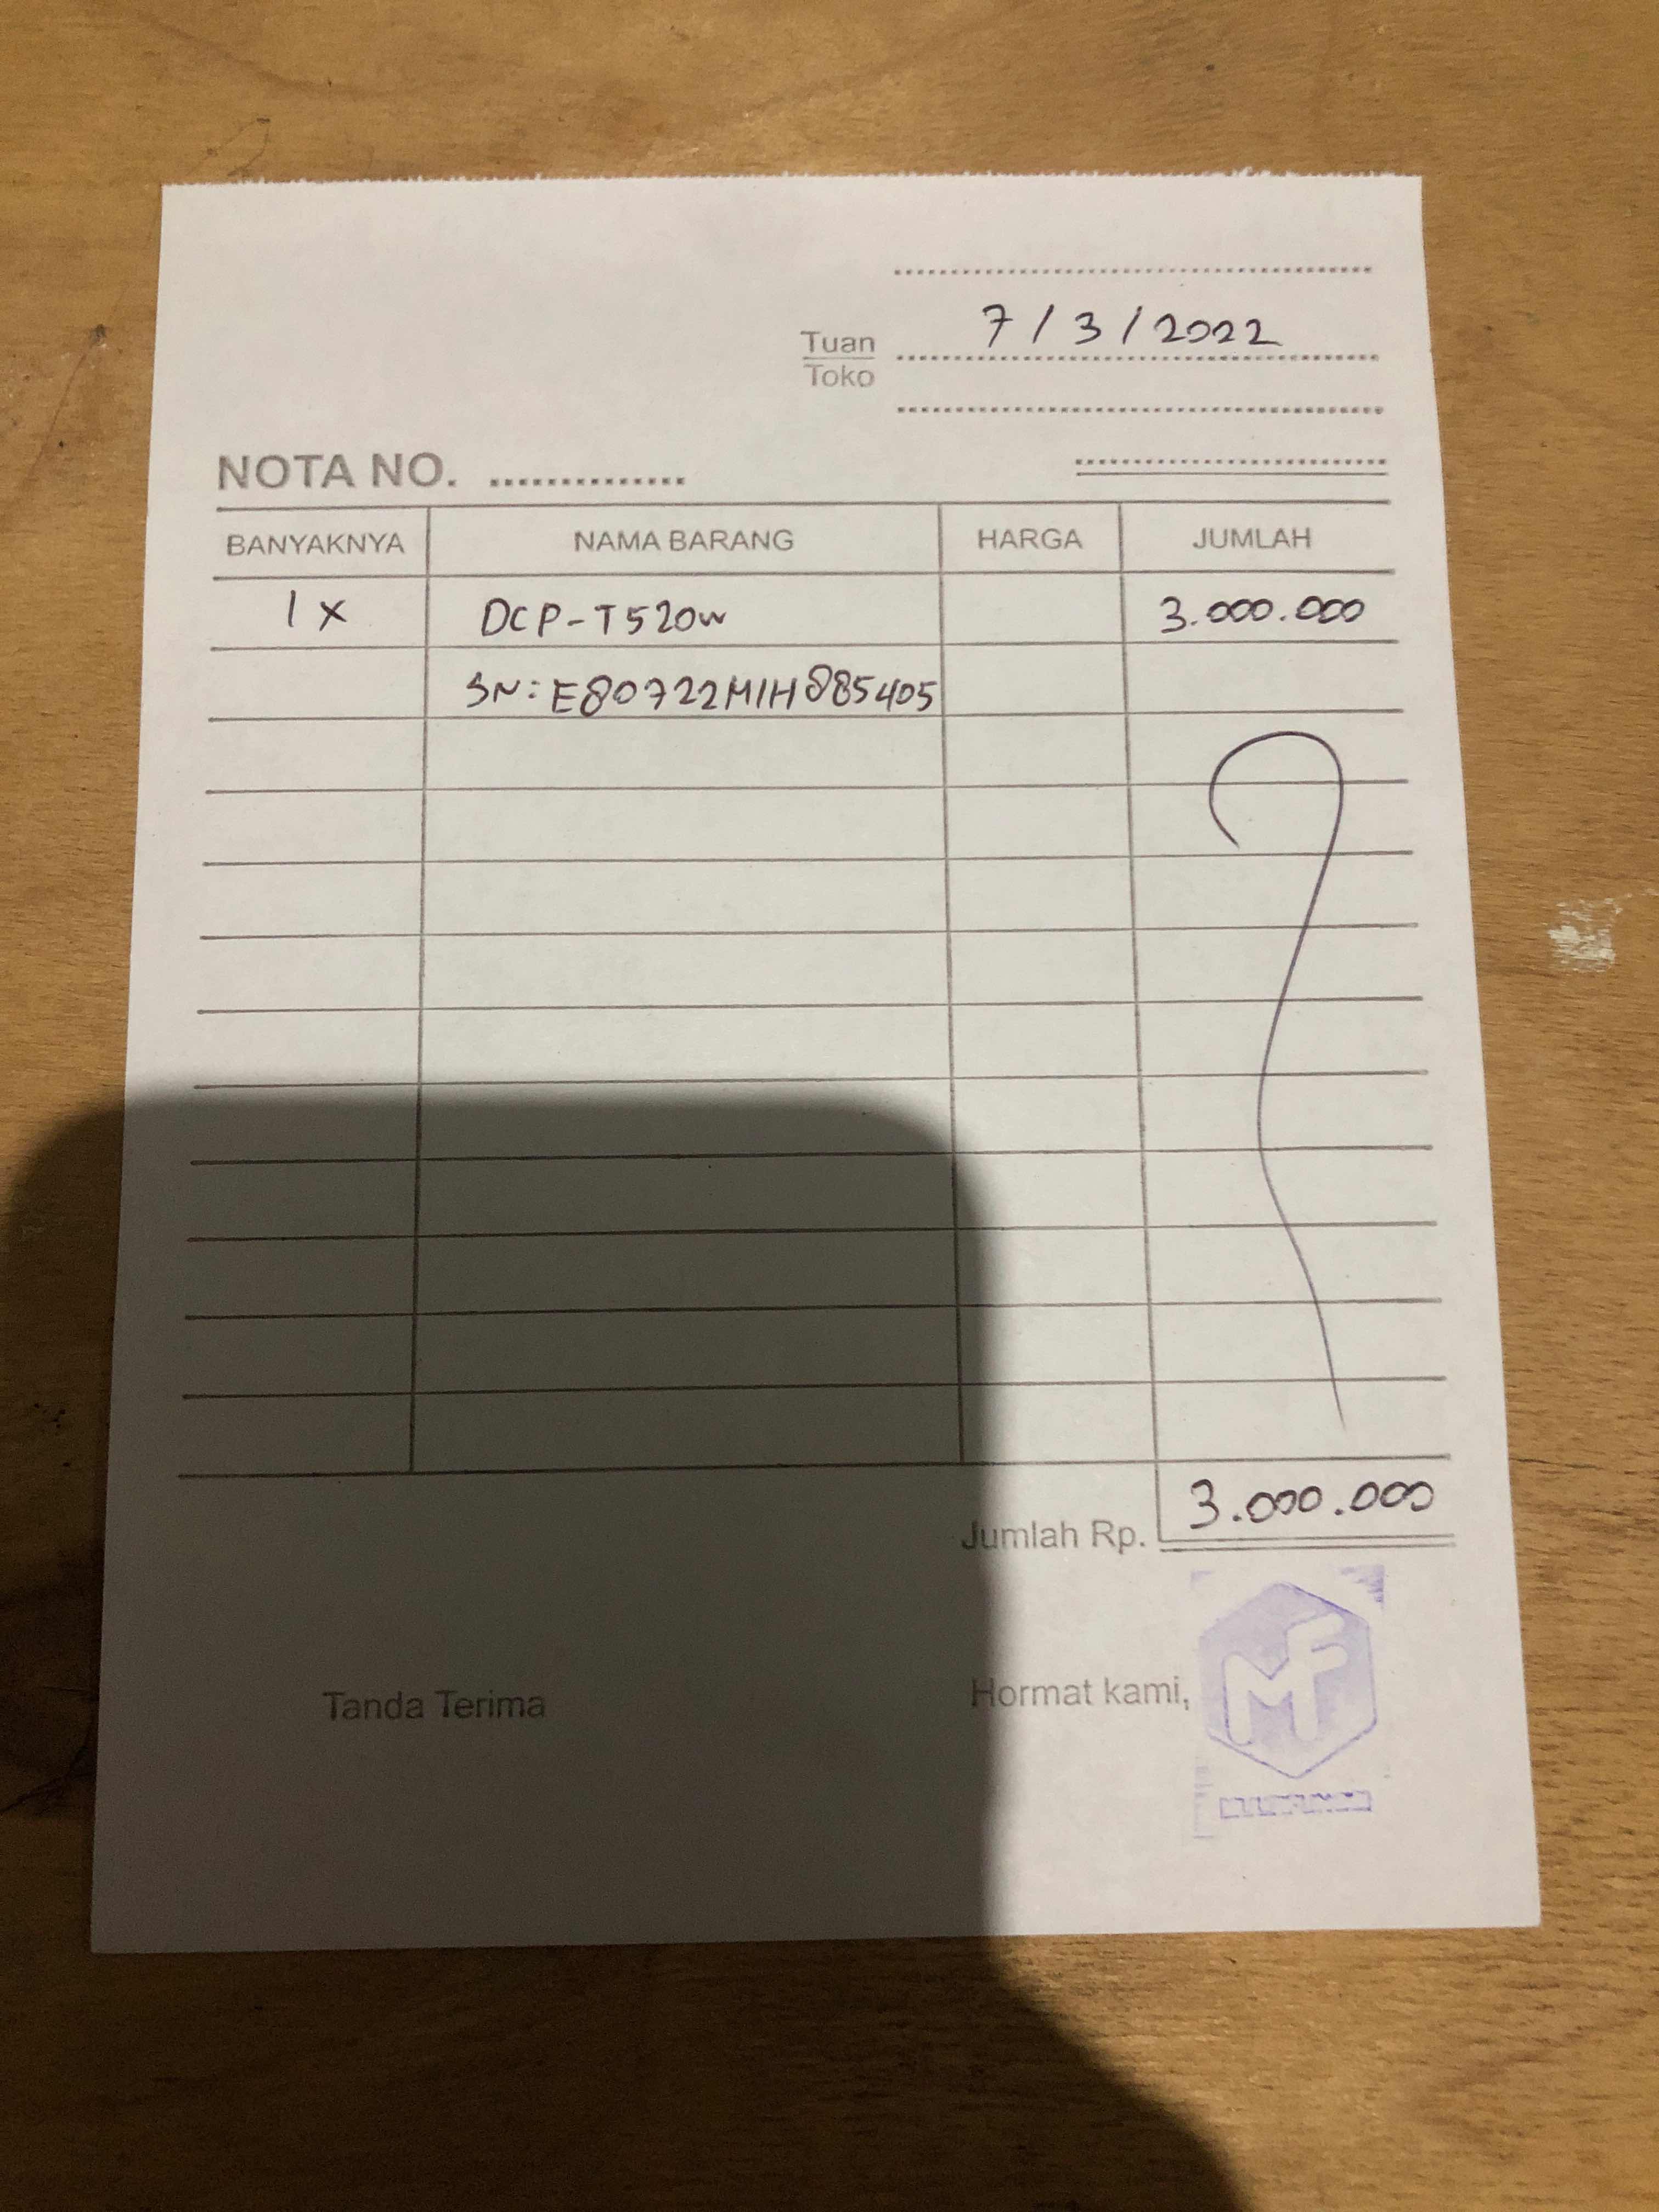 7/3/2022
Tuan
Toko
NOTA NO.
BANYAKNYA NAMA BARANG HARGA JUMLAH
1x DCP-T520W 3.000.000
SN: E80722M1H885405
Jumlah Rp. 3.000.000
Tanda Terima Hormat kami,
MF